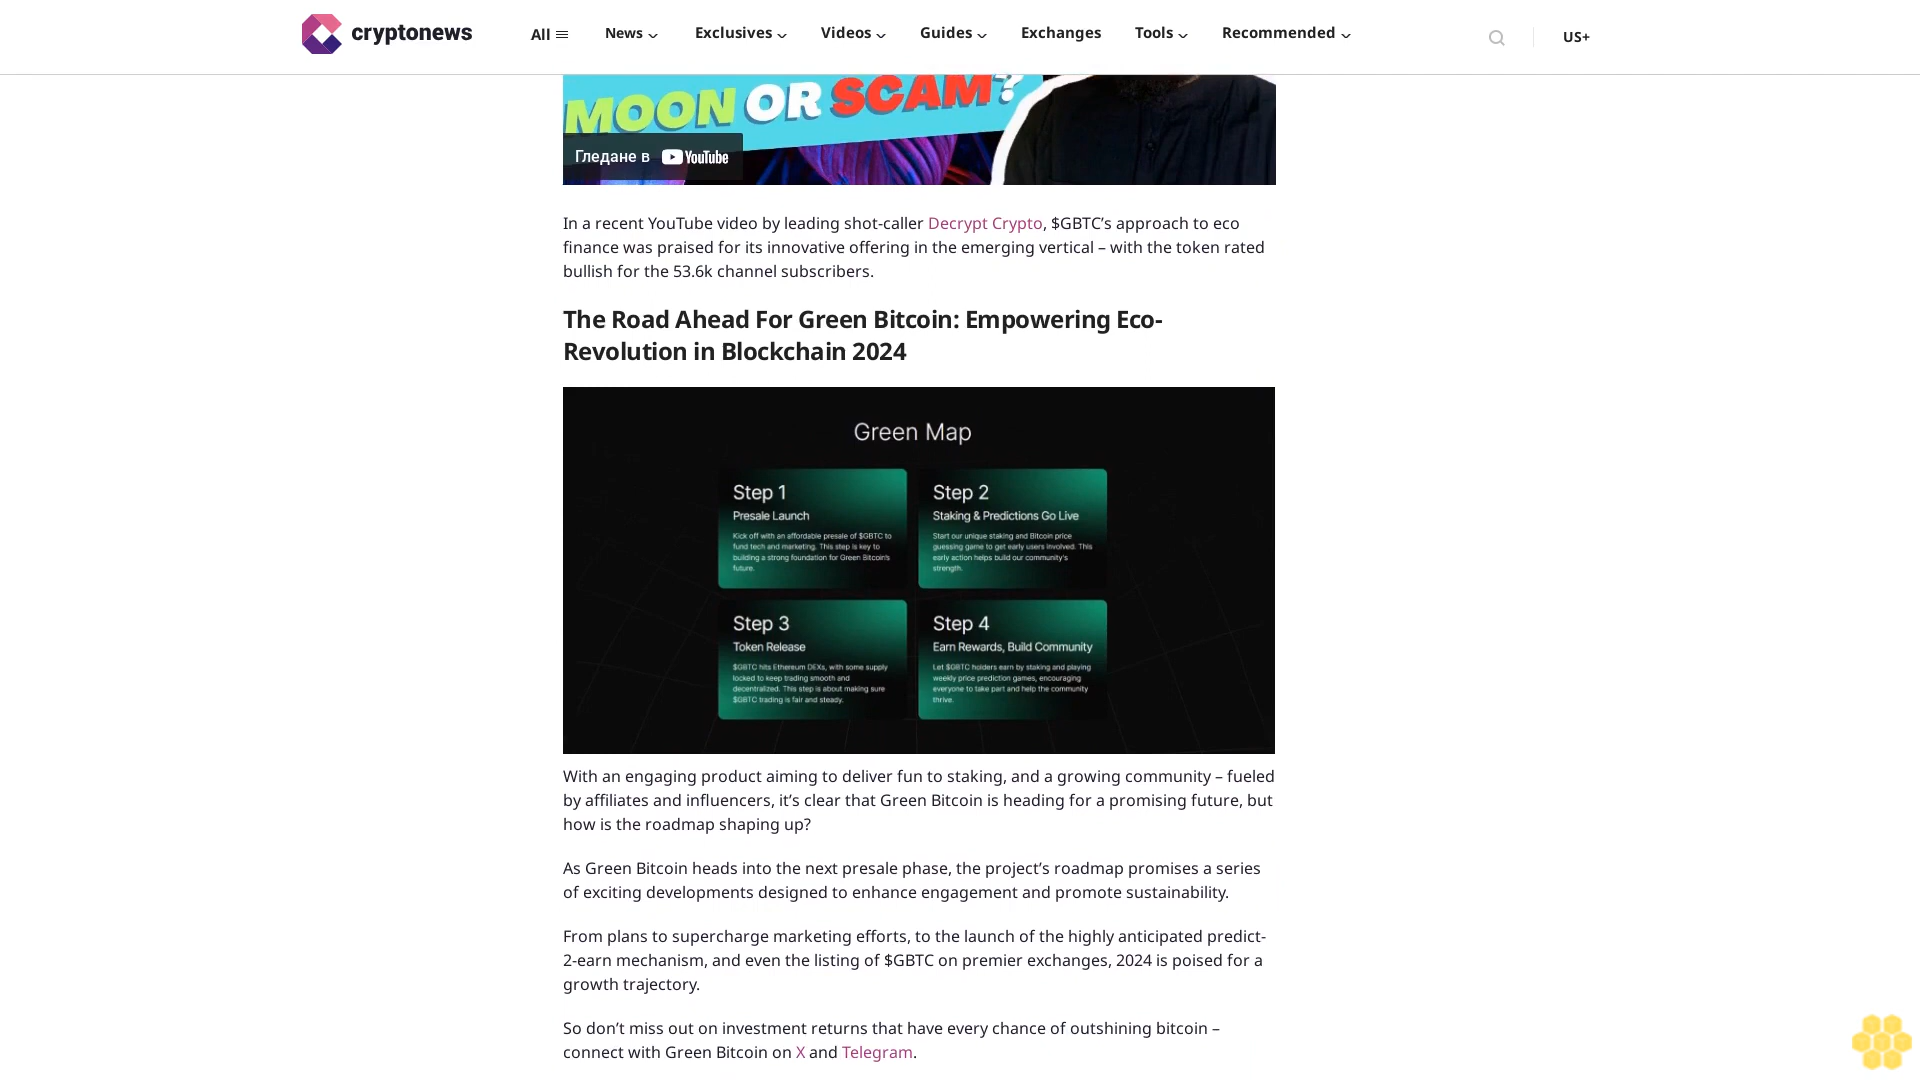 cryptonews
All
News
Exclusives
Videos
Guides
Exchanges
Tools
Recommended
US+
MOON OR SCAM?
Гледане в YouTube
In a recent YouTube video by leading shot-caller Decrypt Crypto, $GBTC’s approach to eco
finance was praised for its innovative offering in the emerging vertical – with the token rated
bullish for the 53.6k channel subscribers.
The Road Ahead For Green Bitcoin: Empowering Eco-
Revolution in Blockchain 2024
Green Map
Step 1
Presale Launch
Kick off with an affordable presale of $GBTC to
fund tech and marketing. This step is key to
building a strong foundation for Green Bitcoin's
future.
Step 2
Staking & Predictions Go Live
Start our unique staking and Bitcoin price
guessing game to get early users involved. This
early action helps build our community's
strength.
Step 3
Token Release
$GBTC hits Ethereum DEXs, with some supply
locked to keep trading smooth and
decentralized. This step is about making sure
$GBTC trading is fair and steady.
Step 4
Earn Rewards, Build Community
Let $GBTC holders earn by staking and playing
weekly price prediction games, encouraging
everyone to take part and help the community
thrive.
With an engaging product aiming to deliver fun to staking, and a growing community – fueled
by affiliates and influencers, it’s clear that Green Bitcoin is heading for a promising future, but
how is the roadmap shaping up?
As Green Bitcoin heads into the next presale phase, the project’s roadmap promises a series
of exciting developments designed to enhance engagement and promote sustainability.
From plans to supercharge marketing efforts, to the launch of the highly anticipated predict-
2-earn mechanism, and even the listing of $GBTC on premier exchanges, 2024 is poised for a
growth trajectory.
So don’t miss out on investment returns that have every chance of outshining bitcoin –
connect with Green Bitcoin on X and Telegram.